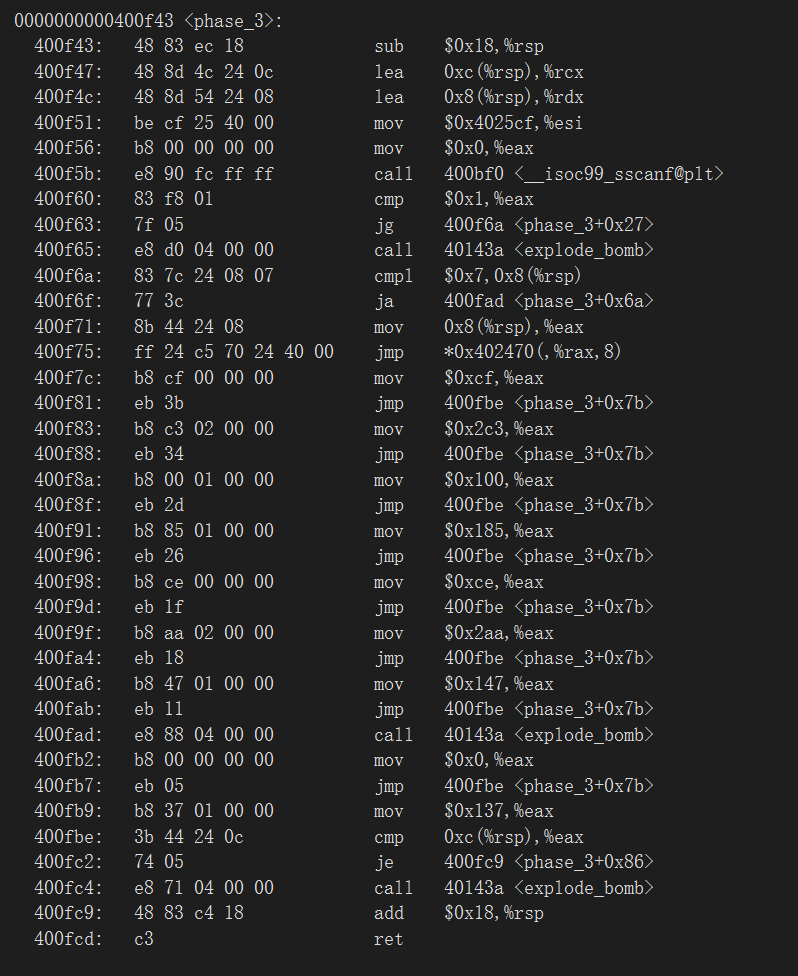 0000000000400f43 <phase_3>:
400f43: 48 83 ec 18 sub $0x18,%rsp
400f47: 48 8d 4c 24 0c lea 0xc(%rsp),%rcx
400f4c: 48 8d 54 24 08 lea 0x8(%rsp),%rdx
400f51: be cf 25 40 00 mov $0x4025cf,%esi
400f56: b8 00 00 00 00 mov $0x0,%eax
400f5b: e8 90 fc ff ff call 400bf0 <__isoc99_sscanf@plt>
400f60: 83 f8 01 cmp $0x1,%eax
400f63: 7f 05 jg 400f6a <phase_3+0x27>
400f65: e8 d0 04 00 00 call 40143a <explode_bomb>
400f6a: 83 7c 24 08 07 cmpl $0x7,0x8(%rsp)
400f6f: 77 3c ja 400fad <phase_3+0x6a>
400f71: 8b 44 24 08 mov 0x8(%rsp),%eax
400f75: ff 24 c5 70 24 40 00 jmp *0x402470(,%rax,8)
400f7c: b8 cf 00 00 00 mov $0xcf,%eax
400f81: eb 3b jmp 400fbe <phase_3+0x7b>
400f83: b8 c3 02 00 00 mov $0x2c3,%eax
400f88: eb 34 jmp 400fbe <phase_3+0x7b>
400f8a: b8 00 01 00 00 mov $0x100,%eax
400f8f: eb 2d jmp 400fbe <phase_3+0x7b>
400f91: b8 85 01 00 00 mov $0x185,%eax
400f96: eb 26 jmp 400fbe <phase_3+0x7b>
400f98: b8 ce 00 00 00 mov $0xce,%eax
400f9d: eb 1f jmp 400fbe <phase_3+0x7b>
400f9f: b8 aa 02 00 00 mov $0x2aa,%eax
400fa4: eb 18 jmp 400fbe <phase_3+0x7b>
400fa6: b8 47 01 00 00 mov $0x147,%eax
400fab: eb 11 jmp 400fbe <phase_3+0x7b>
400fad: e8 88 04 00 00 call 40143a <explode_bomb>
400fb2: b8 00 00 00 00 mov $0x0,%eax
400fb7: eb 05 jmp 400fbe <phase_3+0x7b>
400fb9: b8 37 01 00 00 mov $0x137,%eax
400fbe: 3b 44 24 0c cmp 0xc(%rsp),%eax
400fc2: 74 05 je 400fc9 <phase_3+0x86>
400fc4: e8 71 04 00 00 call 40143a <explode_bomb>
400fc9: 48 83 c4 18 add $0x18,%rsp
400fcd: c3 ret